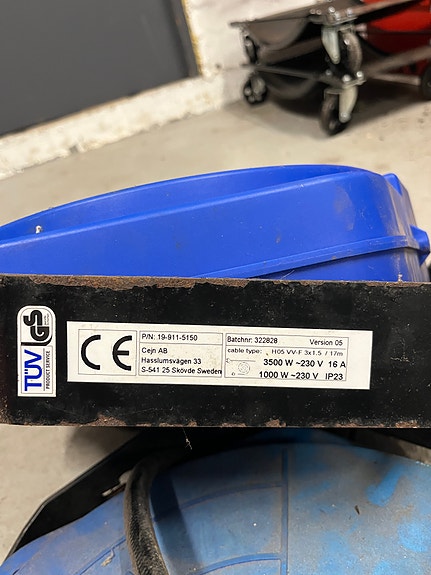 TÜV
PRODUCT SERVICE
GS
CE
P/N: 19-911-5150
Cejn AB
Hasslumsvägen 33
S-541 25 Skövde Sweden
Batchnr: 322828 Version 05
cable type: H05 VV-F 3x1.5 / 17m
3500 W ~230 V 16 A
1000 W ~230 V IP23